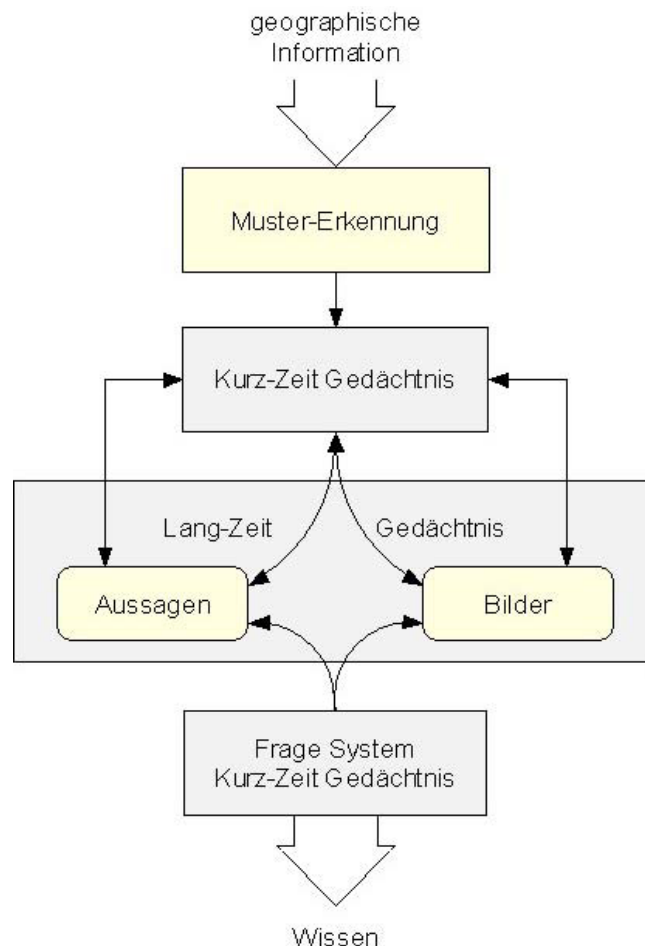 geographische
Information
Muster-Erkennung
Kurz-Zeit Gedächtnis
Lang-Zeit Gedächtnis
Aussagen
Bilder
Frage System
Kurz-Zeit Gedächtnis
Wissen